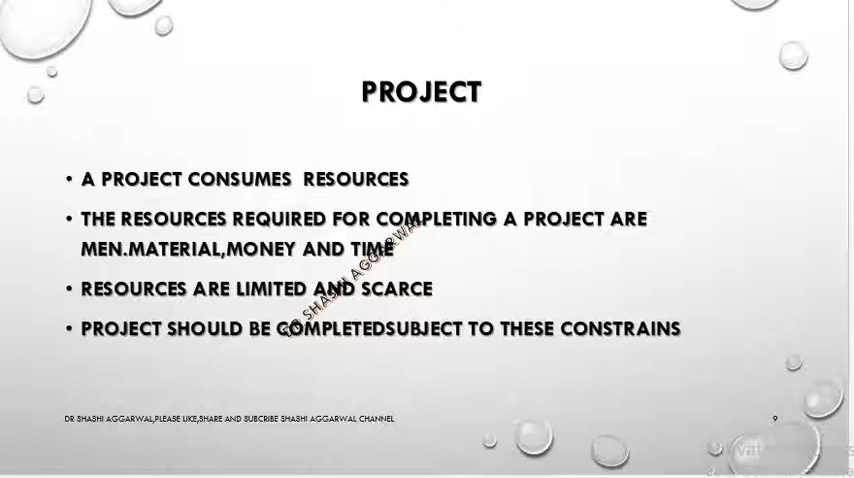 PROJECT
• A PROJECT CONSUMES RESOURCES
• THE RESOURCES REQUIRED FOR COMPLETING A PROJECT ARE
MEN.MATERIAL,MONEY AND TIME
• RESOURCES ARE LIMITED AND SCARCE
• PROJECT SHOULD BE COMPLETEDSUBJECT TO THESE CONSTRAINS
DR SHASHI AGGARWAL
DR SHASHI AGGARWAL,PLEASE LIKE,SHARE AND SUBCRIBE SHASHI AGGARWAL CHANNEL
9